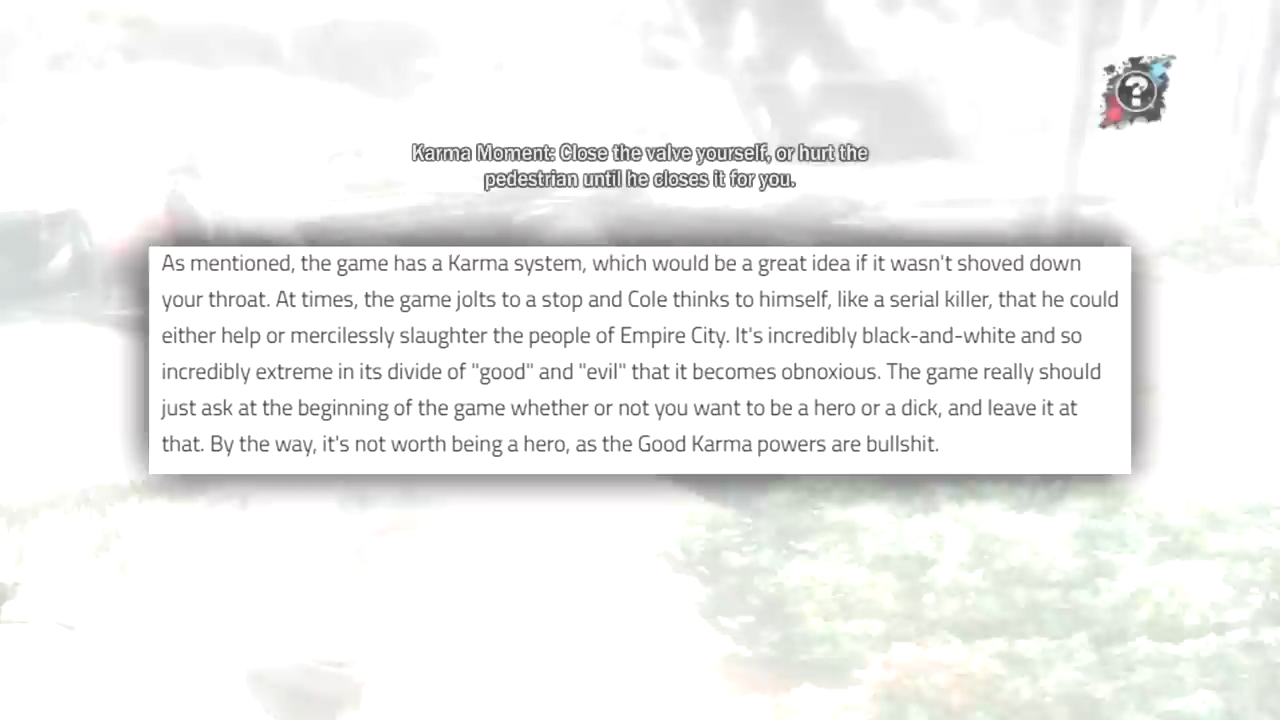 ?
Karma Moment: Close the valve yourself, or hurt the
pedestrian until he closes it for you.
As mentioned, the game has a Karma system, which would be a great idea if it wasn't shoved down
your throat. At times, the game jolts to a stop and Cole thinks to himself, like a serial killer, that he could
either help or mercilessly slaughter the people of Empire City. It's incredibly black-and-white and so
incredibly extreme in its divide of "good" and "evil" that it becomes obnoxious. The game really should
just ask at the beginning of the game whether or not you want to be a hero or a dick, and leave it at
that. By the way, it's not worth being a hero, as the Good Karma powers are bullshit.